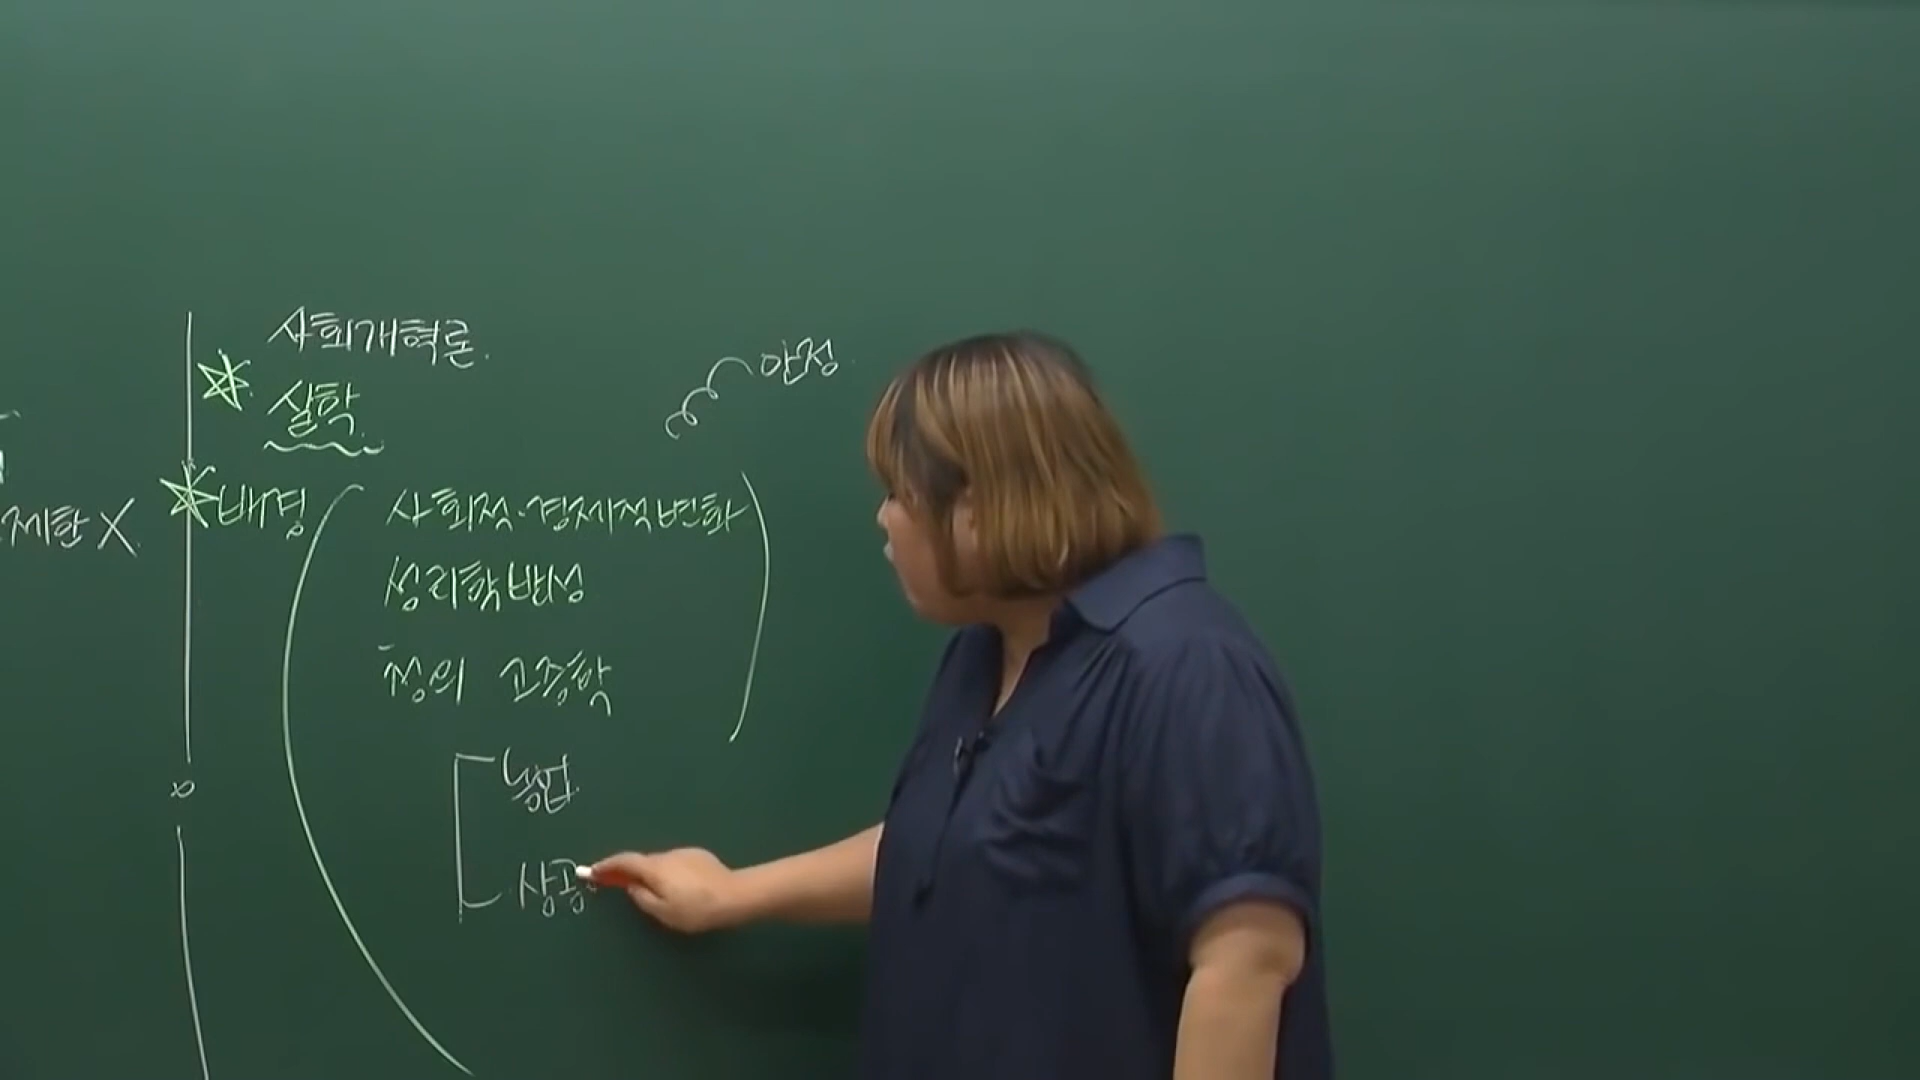 사회개혁론.
실학
안정
제한 X
배경
사회적·경제적 변화
성리학 반성
청의 고증학
농업
상공